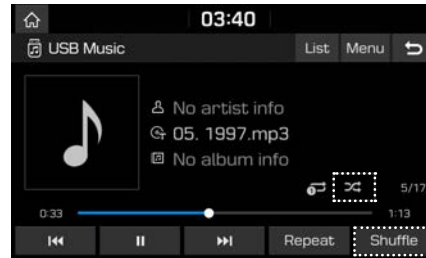 03:40
USB Music
List Menu
No artist info
05. 1997.mp3
No album info
5/17
0:33 1:13
Repeat Shuffle